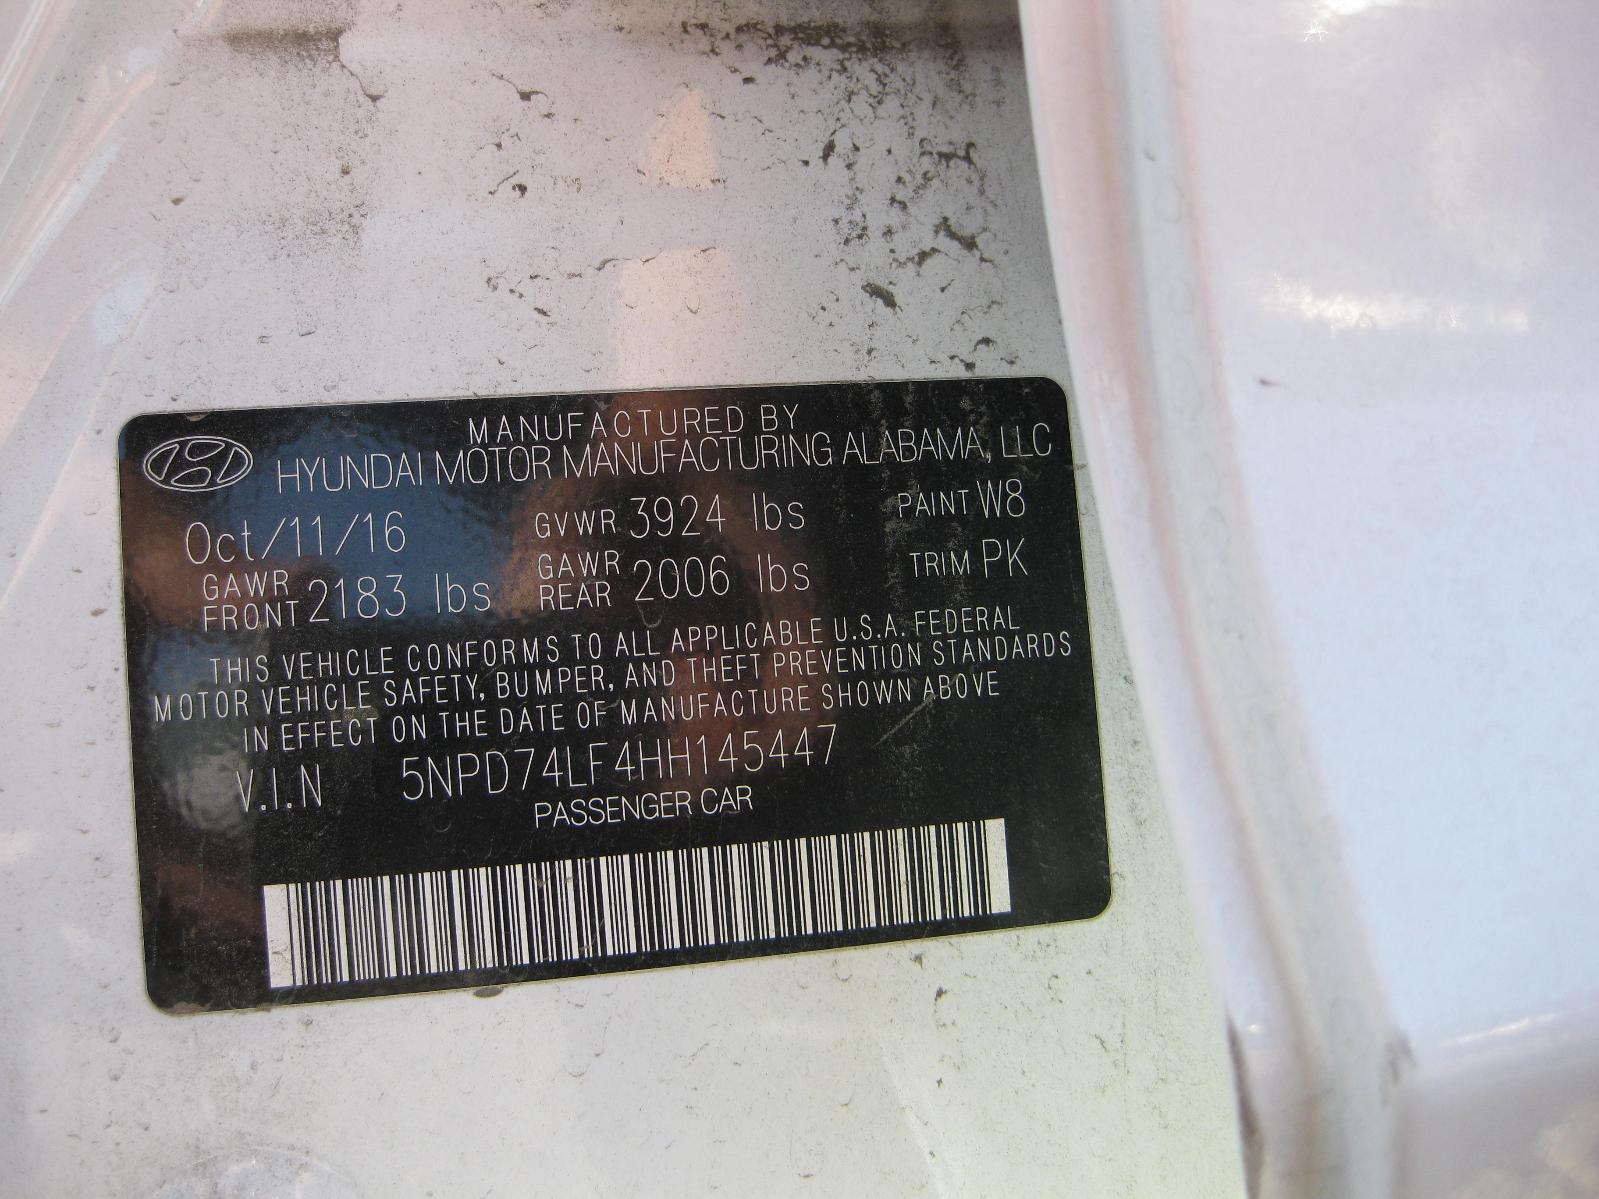 MANUFACTURED BY
HYUNDAI MOTOR MANUFACTURING ALABAMA, LLC
Oct/11/16 GVWR 3924 lbs PAINT W8
GAWR FRONT 2183 lbs GAWR REAR 2006 lbs TRIM PK
THIS VEHICLE CONFORMS TO ALL APPLICABLE U.S.A. FEDERAL
MOTOR VEHICLE SAFETY, BUMPER, AND THEFT PREVENTION STANDARDS
IN EFFECT ON THE DATE OF MANUFACTURE SHOWN ABOVE
V.I.N 5NPD74LF4HH145447
PASSENGER CAR